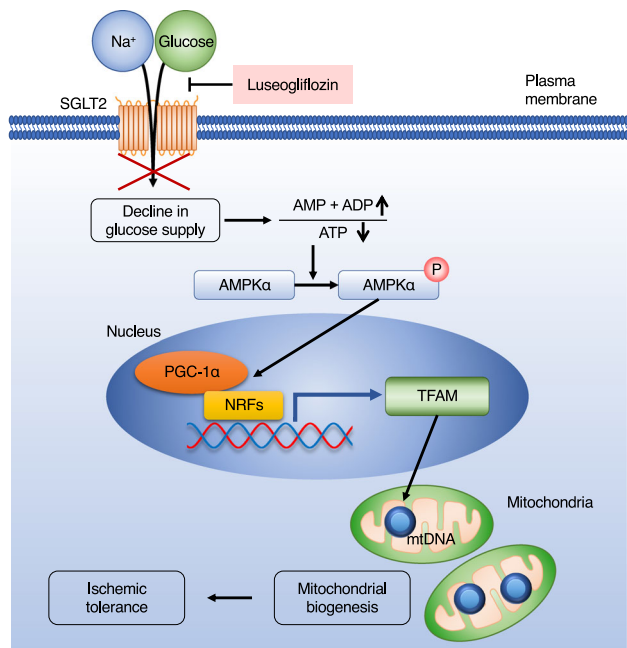 Na⁺
Glucose
Luseogliflozin
Plasma
membrane
SGLT2
Decline in
glucose supply
AMP + ADP
ATP
AMPKα
AMPKα
P
Nucleus
PGC-1α
NRFs
TFAM
Mitochondria
mtDNA
Ischemic
tolerance
Mitochondrial
biogenesis